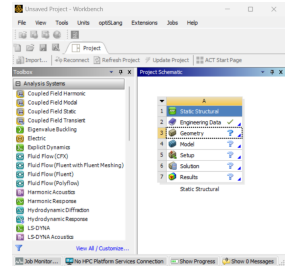 Unsaved Project - Workbench
File View Tools Units optiSLang Extensions Jobs Help
Project
Import... Reconnect Refresh Project Update Project ACT Start Page
Toolbox
Project Schematic
Analysis Systems
Coupled Field Harmonic
Coupled Field Modal
Coupled Field Static
Coupled Field Transient
Eigenvalue Buckling
Electric
Explicit Dynamics
Fluid Flow (CFX)
Fluid Flow (Fluent with Fluent Meshing)
Fluid Flow (Fluent)
Fluid Flow (Polyflow)
Harmonic Acoustics
Harmonic Response
Hydrodynamic Diffraction
Hydrodynamic Response
LS-DYNA
LS-DYNA Acoustics
View All / Customize...
A
1 Static Structural
2 Engineering Data
3 Geometry ?
4 Model ?
5 Setup ?
6 Solution ?
7 Results ?
Static Structural
Job Monitor... No HPC Platform Services Connection Show Progress Show 0 Messages